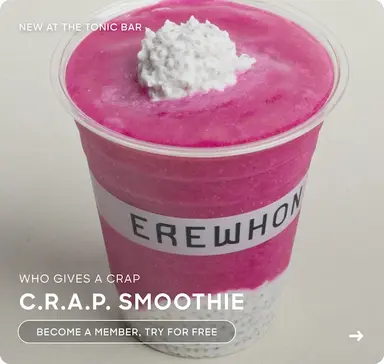 NEW AT THE TONIC BAR
EREWHON
WHO GIVES A CRAP
C.R.A.P. SMOOTHIE
BECOME A MEMBER, TRY FOR FREE